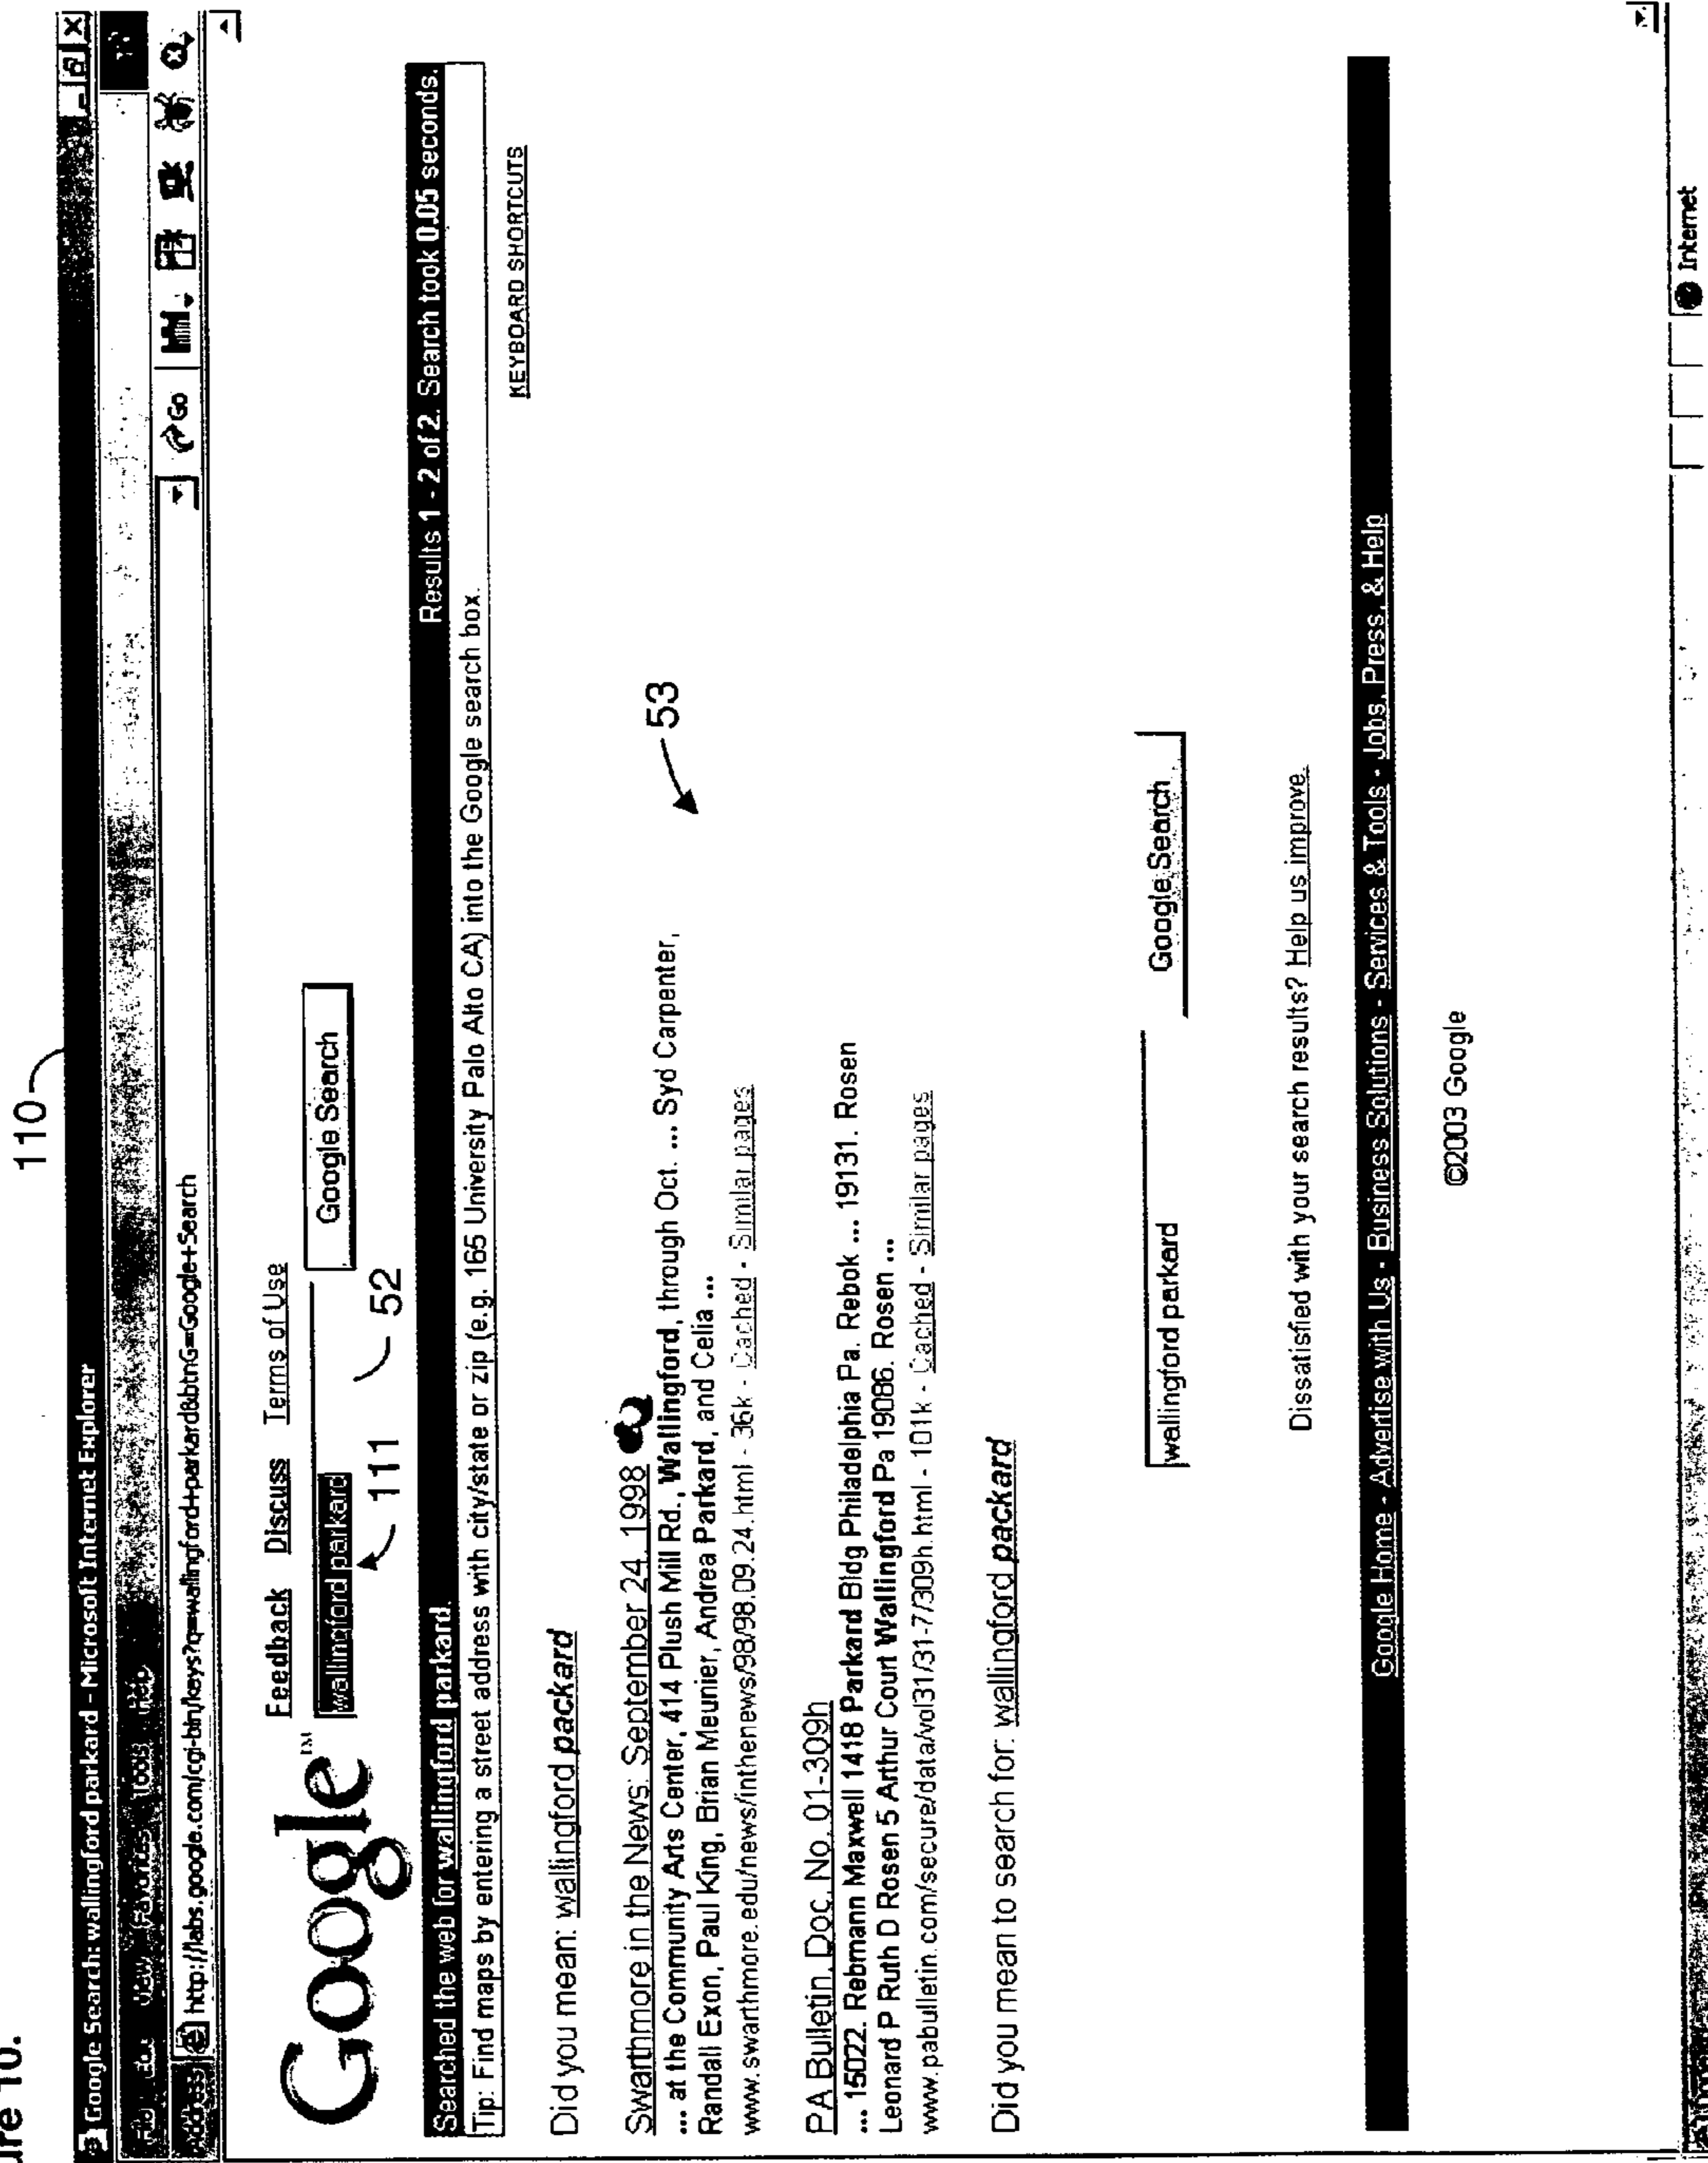 110
Google Search: wallingford parkard - Microsoft Internet Explorer
View Favorites Tools Help
Address http://labs.google.com/cgi-bin/keys?q=wallingford+parkard&btnG=Google+Search Go
Feedback Discuss Terms of Use
Google™ wallingford parkard Google Search
111 52
Searched the web for wallingford parkard. Results 1 - 2 of 2. Search took 0.05 seconds.
Tip: Find maps by entering a street address with city/state or zip (e.g. 165 University Palo Alto CA) into the Google search box.
KEYBOARD SHORTCUTS
Did you mean: wallingford packard
53
Swarthmore in the News: September 24, 1998
... at the Community Arts Center, 414 Plush Mill Rd., Wallingford, through Oct. ... Syd Carpenter,
Randall Exon, Paul King, Brian Meunier, Andrea Parkard, and Celia ...
www.swarthmore.edu/news/inthenews/98/98.09.24.html - 36k - Cached - Similar pages
PA Bulletin, Doc. No. 01-309h
... 15022. Rebmann Maxwell 1418 Parkard Bldg Philadelphia Pa. Rebok ... 19131. Rosen
Leonard P Ruth D Rosen 5 Arthur Court Wallingford Pa 19086. Rosen ...
www.pabulletin.com/secure/data/vol31/31-7/309h.html - 101k - Cached - Similar pages
Did you mean to search for: wallingford packard
wallingford parkard Google Search
Dissatisfied with your search results? Help us improve.
Google Home - Advertise with Us - Business Solutions - Services & Tools - Jobs, Press, & Help
©2003 Google
Internet